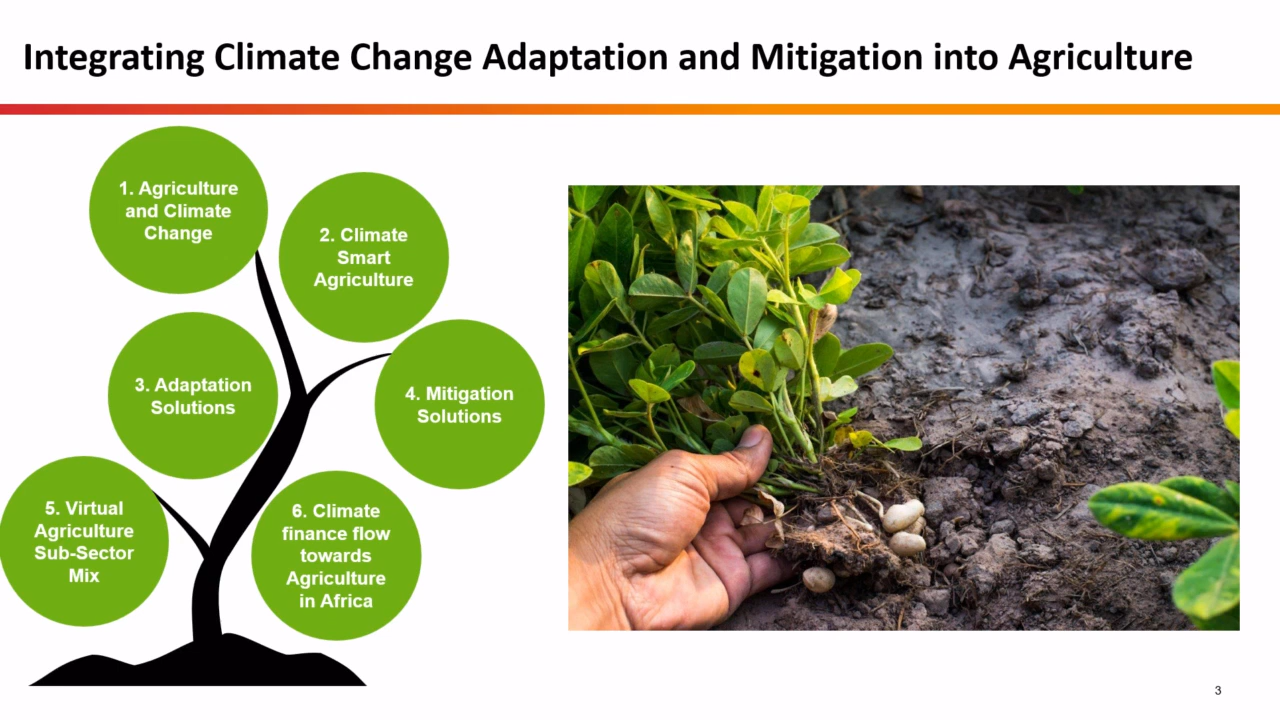 Integrating Climate Change Adaptation and Mitigation into Agriculture
1. Agriculture
and Climate
Change
2. Climate
Smart
Agriculture
3. Adaptation
Solutions
4. Mitigation
Solutions
5. Virtual
Agriculture
Sub-Sector
Mix
6. Climate
finance flow
towards
Agriculture
in Africa
3